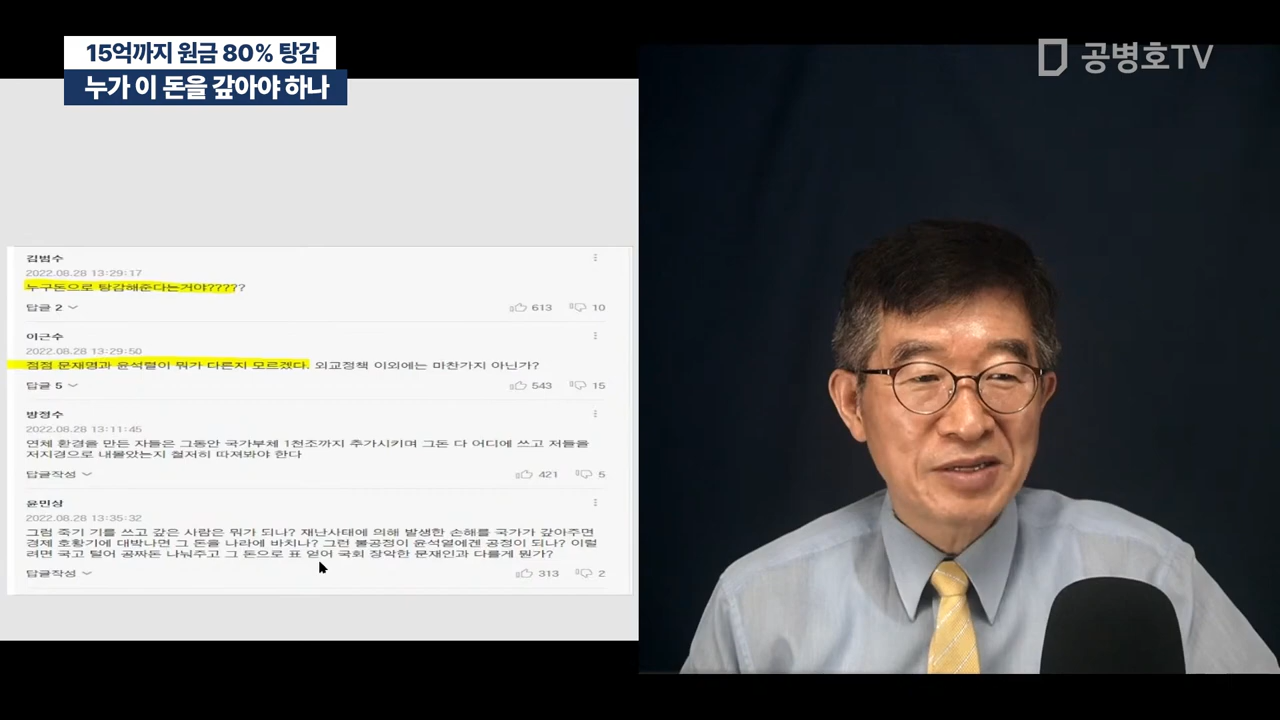 15억까지 원금 80% 탕감
누가 이 돈을 갚아야 하나
공병호TV
김범수
2022.08.28 13:29:17
누구돈으로 탕감해준다는거야?????
답글 2
613 10
이근수
2022.08.28 13:29:50
점점 문재명과 윤석렬이 뭐가 다른지 모르겟다. 외교정책 이외에는 마찬가지 아닌가?
답글 5
543 15
방정수
2022.08.28 13:11:45
연체 환경을 만든 자들은 그동안 국가부체 1천조까지 추가시키며 그돈 다 어디에 쓰고 저들을
저지경으로 내몰았는지 철저히 따져봐야 한다
답글작성
421 5
윤민상
2022.08.28 13:35:32
그럼 죽기 기를 쓰고 갚은 사람은 뭐가 되나? 재난사태에 의해 발생한 손해를 국가가 갚아주면
경제 호황기에 대박나면 그 돈을 나라에 바치나? 그런 불공정이 윤석열에겐 공정이 되나? 이럴
려면 국고 털어 공짜돈 나눠주고 그 돈으로 표 얻어 국회 장악한 문재인과 다를게 뭔가?
답글작성
313 2